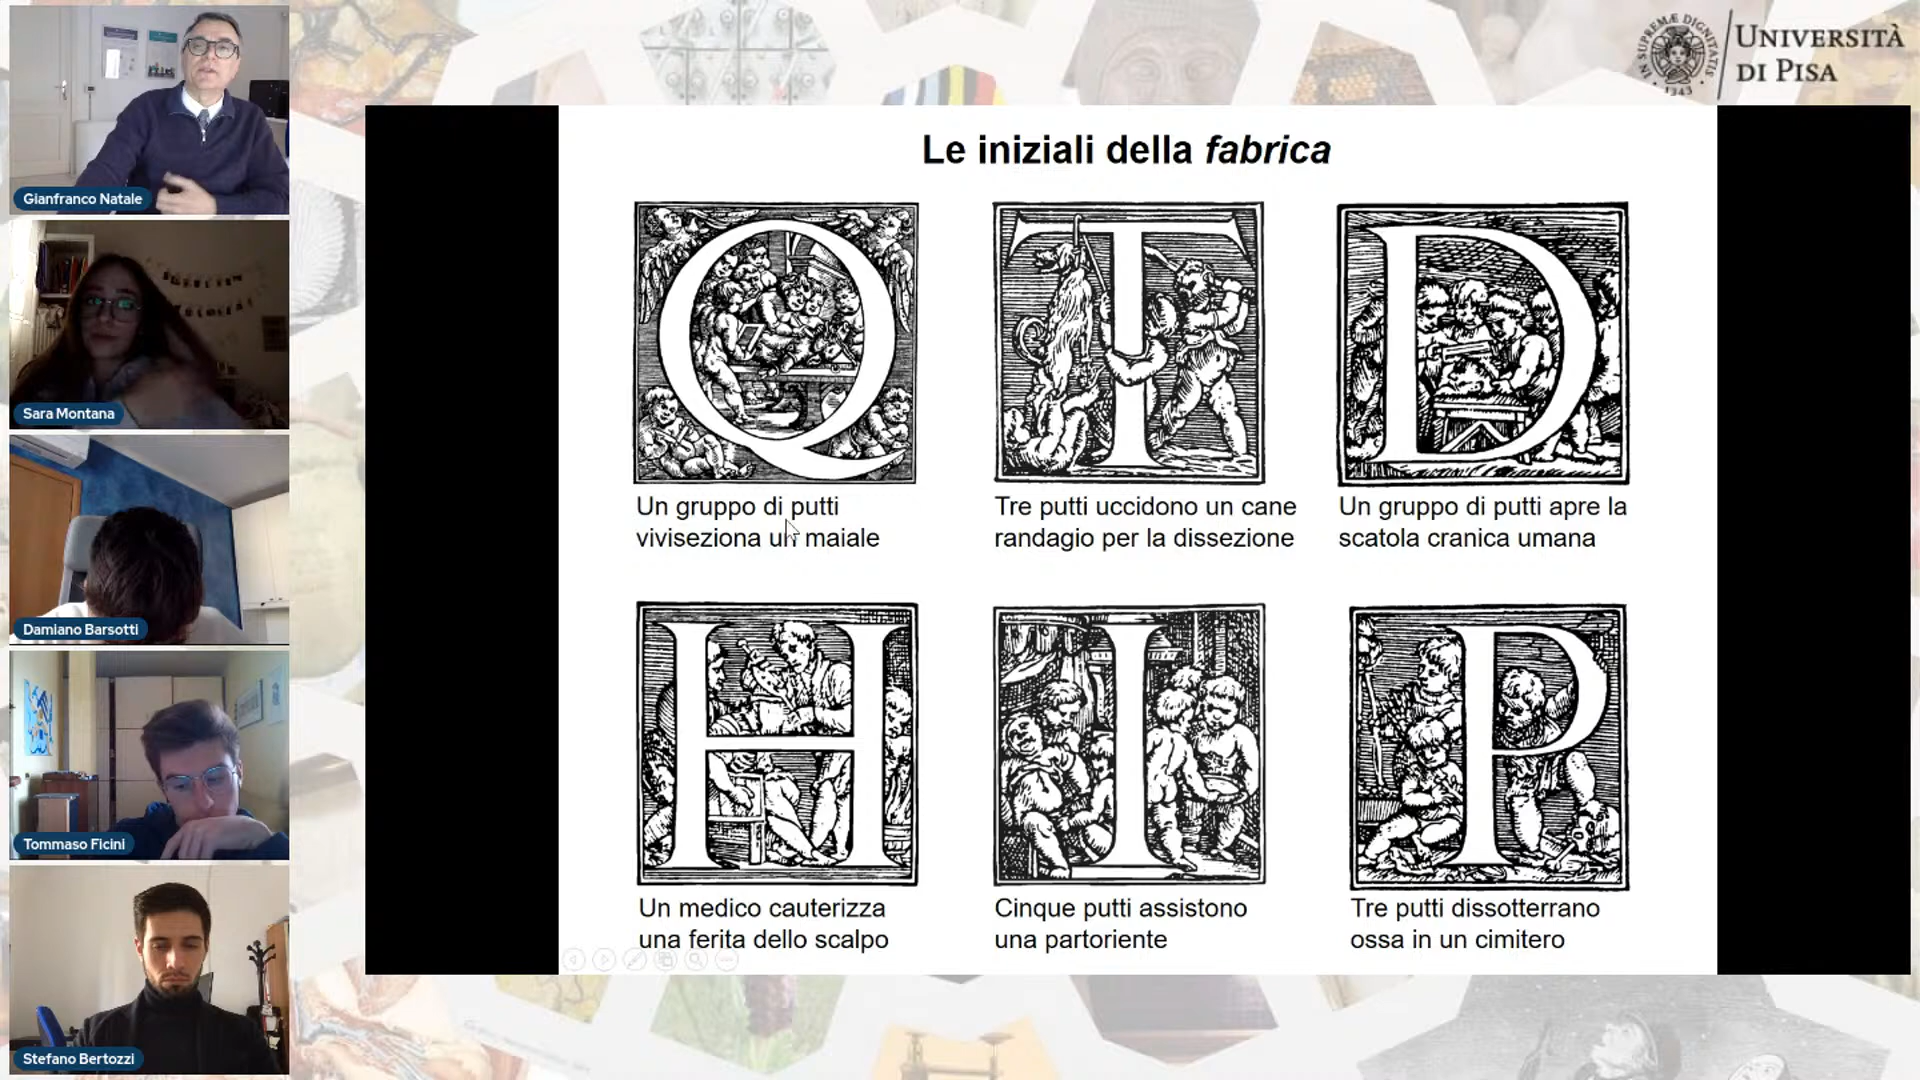 IN SUPREMÆ DIGNITATIS
1343
UNIVERSITÀ
DI PISA
Gianfranco Natale
Sara Montana
Damiano Barsotti
Tommaso Ficini
Stefano Bertozzi
Le iniziali della fabrica
Q
T
D
Un gruppo di putti
viviseziona un maiale
Tre putti uccidono un cane
randagio per la dissezione
Un gruppo di putti apre la
scatola cranica umana
H
I
P
Un medico cauterizza
una ferita dello scalpo
Cinque putti assistono
una partoriente
Tre putti dissotterrano
ossa in un cimitero